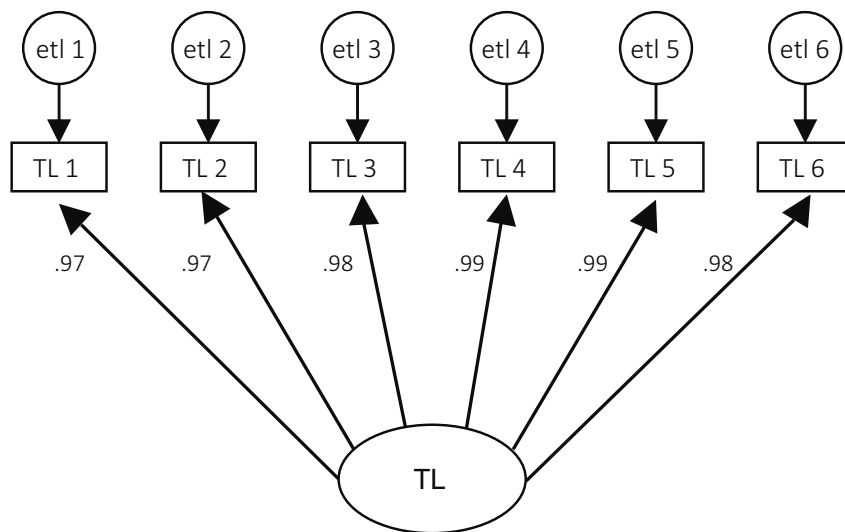 etl 1 etl 2 etl 3 etl 4 etl 5 etl 6
TL 1 TL 2 TL 3 TL 4 TL 5 TL 6
.97 .97 .98 .99 .99 .98
TL